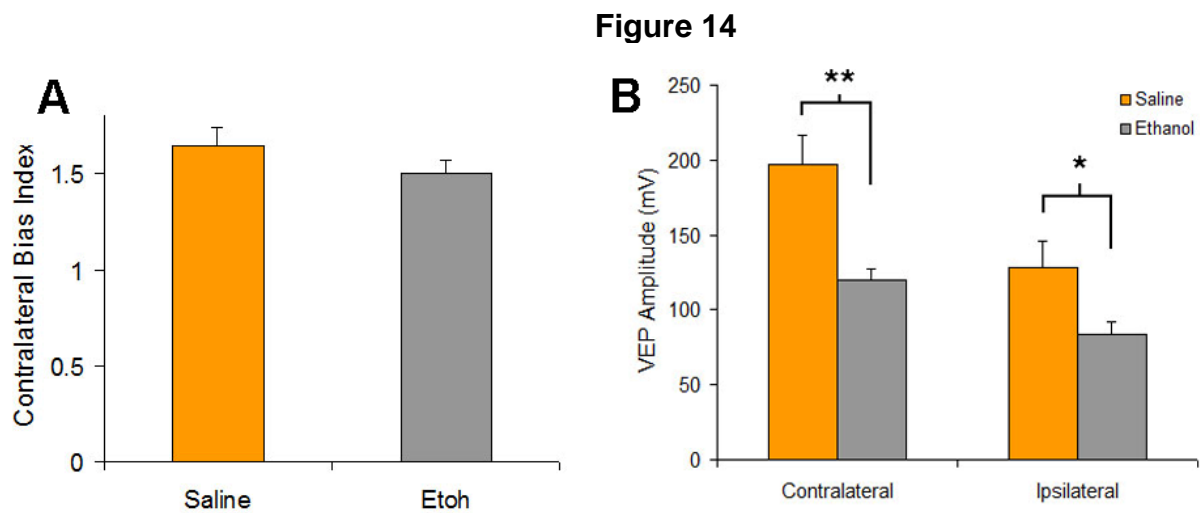 Figure 14
A
Contralateral Bias Index
1.5
1
0.5
0
Saline
Etoh
B
VEP Amplitude (mV)
250
200
150
100
50
0
**
*
Saline
Ethanol
Contralateral
Ipsilateral